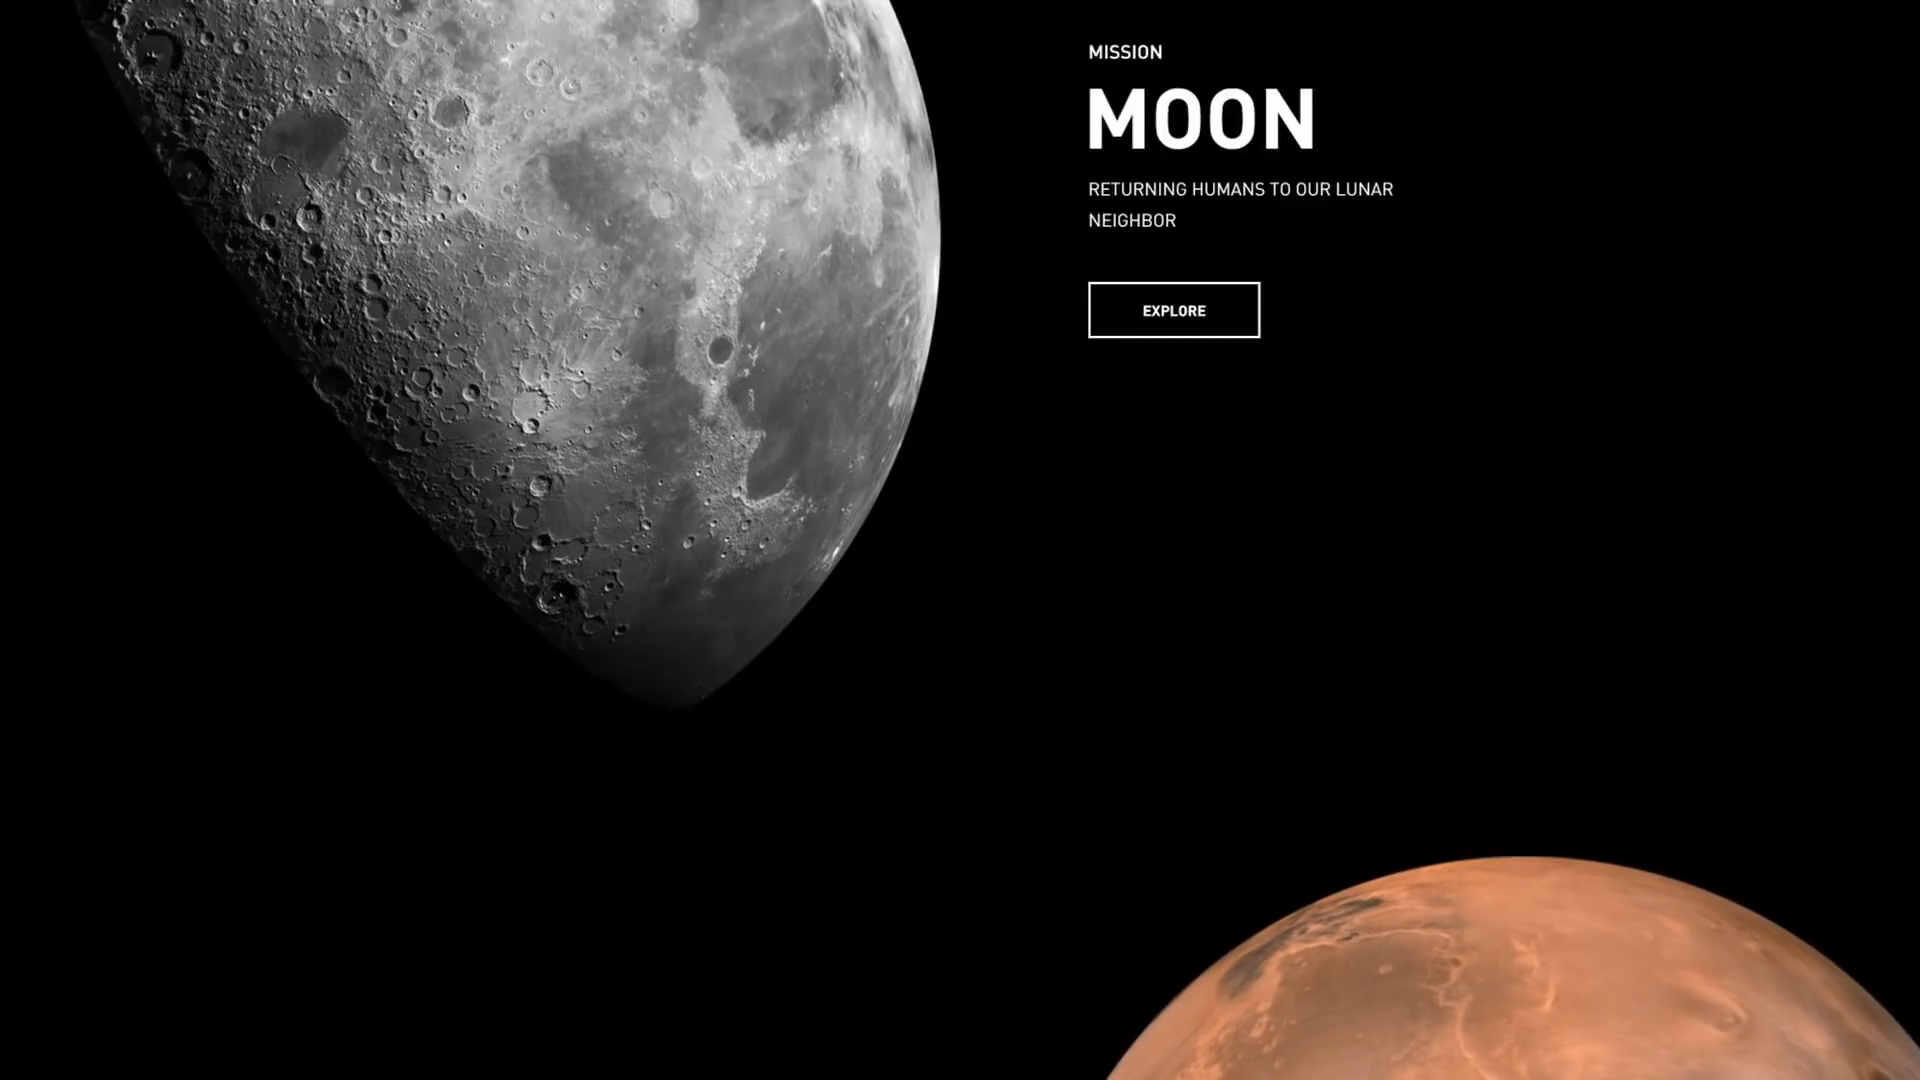 MISSION
MOON
RETURNING HUMANS TO OUR LUNAR
NEIGHBOR
EXPLORE